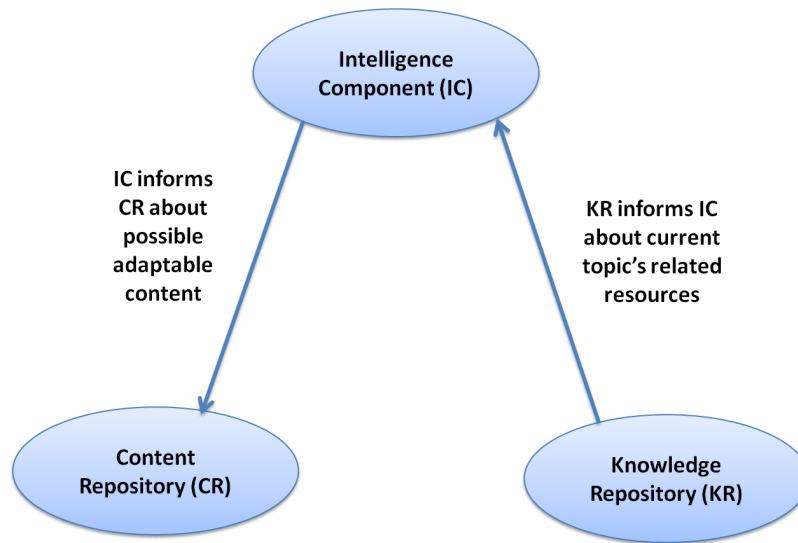 Intelligence
Component (IC)
IC informs
CR about
possible
adaptable
content
KR informs IC
about current
topic's related
resources
Content
Repository (CR)
Knowledge
Repository (KR)